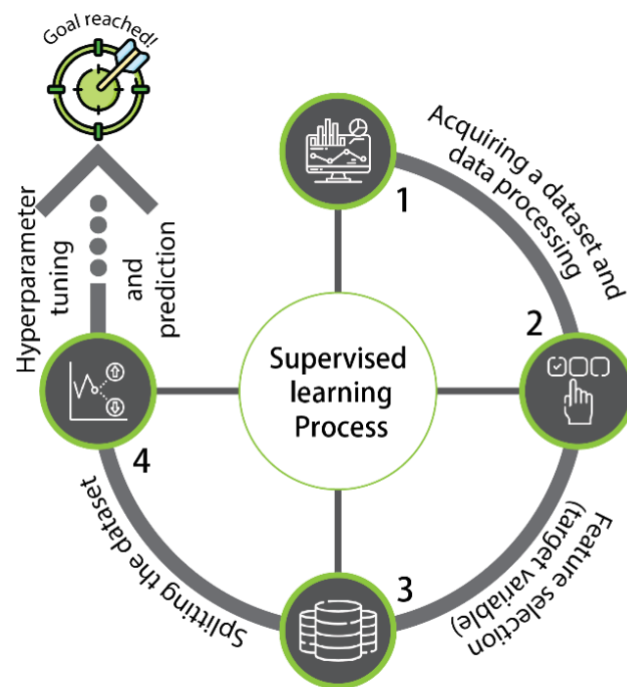 Goal reached!
Hyperparameter
tuning
and
prediction
1
Acquiring a dataset and
data processing
2
Supervised
learning
Process
4
Splitting the dataset
3
Feature selection
(target variable)